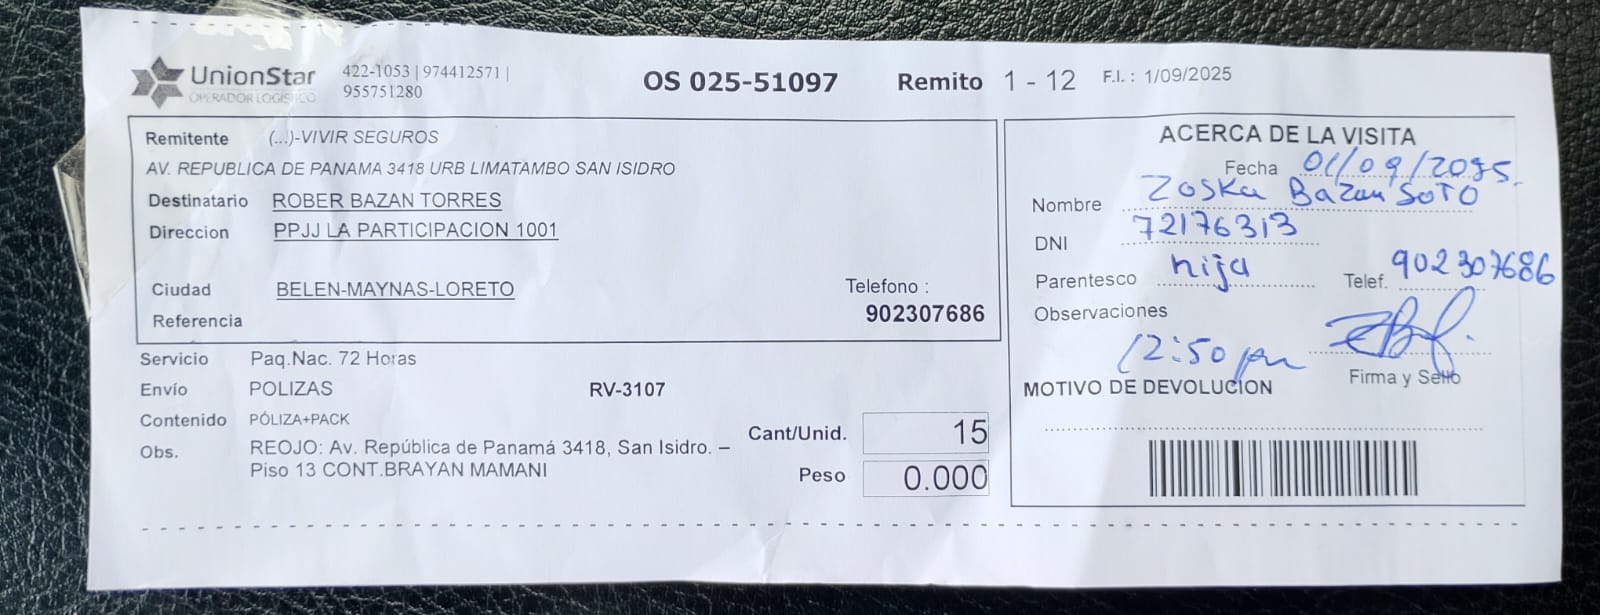 UnionStar 422-1053 | 974412571 |
OPERADOR LOGISTICO 955751280
OS 025-51097 Remito 1 - 12 F.I. : 1/09/2025
Remitente (...)-VIVIR SEGUROS
AV. REPUBLICA DE PANAMA 3418 URB LIMATAMBO SAN ISIDRO
Destinatario ROBER BAZAN TORRES
Direccion PPJJ LA PARTICIPACION 1001
Ciudad BELEN-MAYNAS-LORETO
Telefono :
Referencia 902307686
Servicio Paq.Nac. 72 Horas
Envío POLIZAS RV-3107
Contenido PÓLIZA+PACK
Obs. REOJO: Av. República de Panamá 3418, San Isidro. –
Piso 13 CONT.BRAYAN MAMANI
Cant/Unid. 15
Peso 0.000
ACERCA DE LA VISITA
Fecha 01/09/2025.
Nombre Zoska Bazan SOTO
DNI 72176313
Parentesco hija Telef. 902307686
Observaciones
12:50 pm
Firma y Sello
MOTIVO DE DEVOLUCION